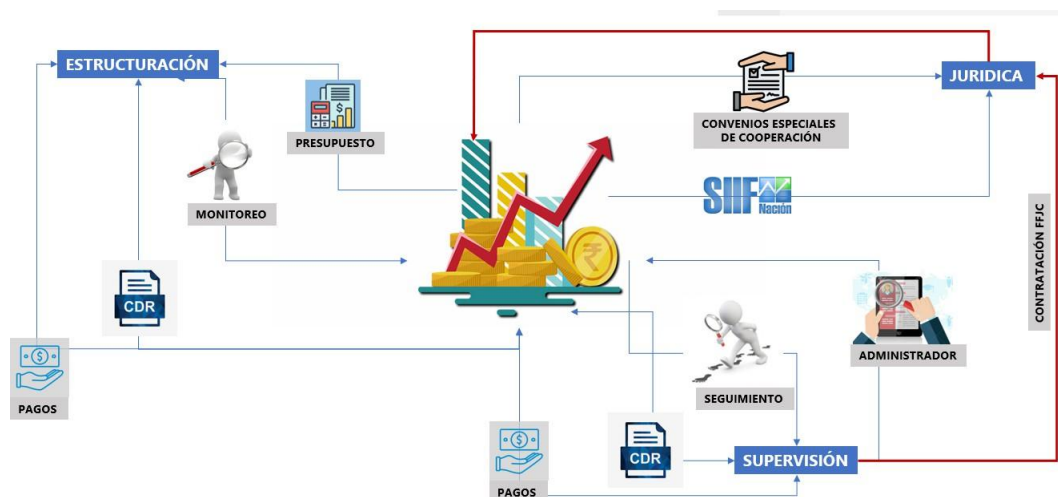 ESTRUCTURACIÓN
JURIDICA
PRESUPUESTO
CONVENIOS ESPECIALES
DE COOPERACIÓN
MONITOREO
SIIF
Nación
CONTRATACIÓN FFJC
CDR
ADMINISTRADOR
PAGOS
SEGUIMIENTO
CDR
SUPERVISIÓN
PAGOS